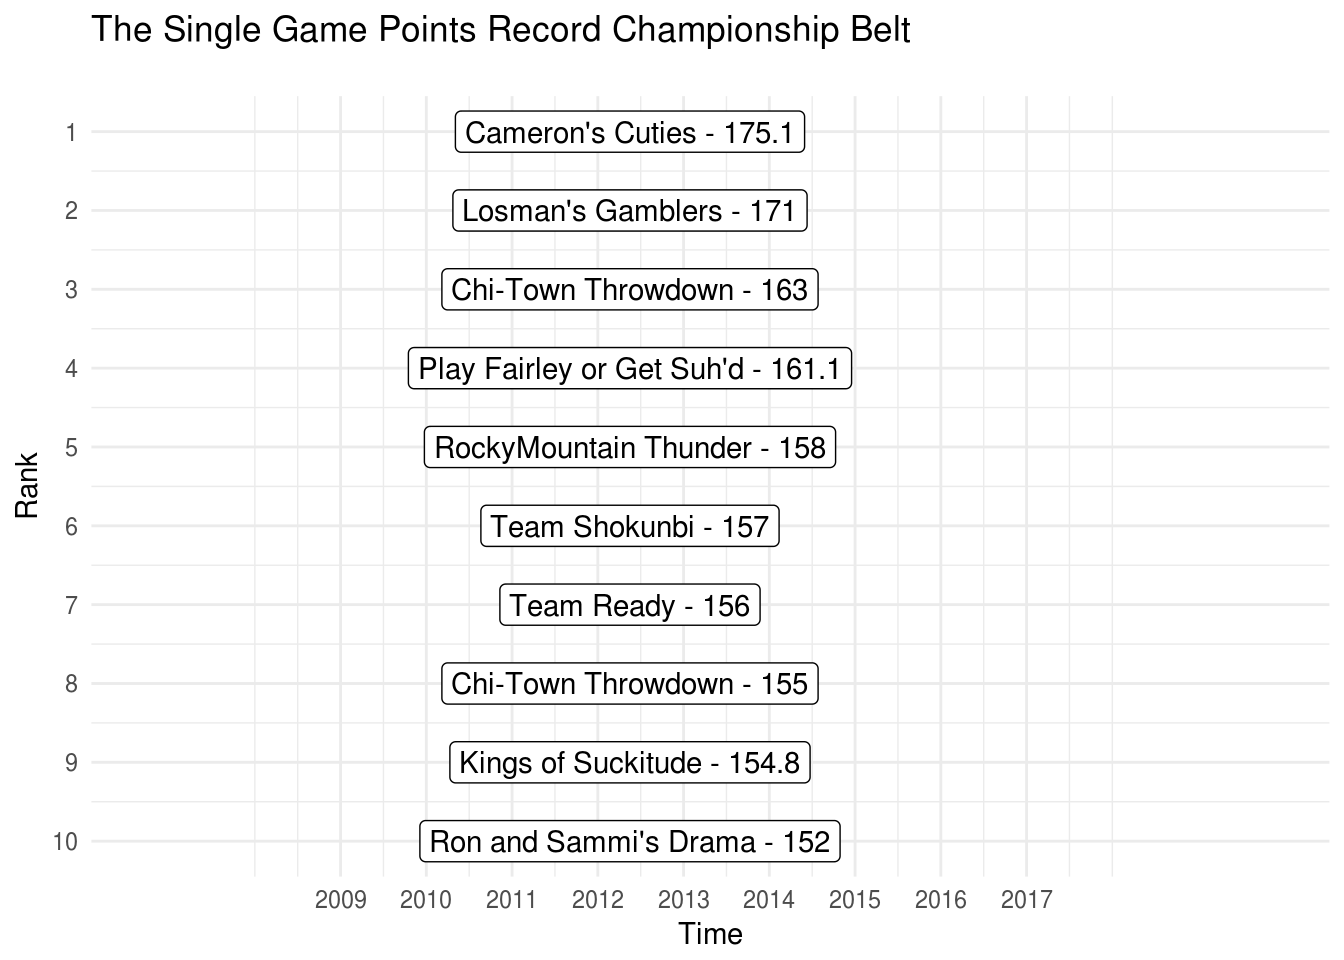 The Single Game Points Record Championship Belt
1
Cameron's Cuties - 175.1
2
Losman's Gamblers - 171
3
Chi-Town Throwdown - 163
4
Play Fairley or Get Suh'd - 161.1
5
RockyMountain Thunder - 158
Rank
6
Team Shokunbi - 157
7
Team Ready - 156
8
Chi-Town Throwdown - 155
9
Kings of Suckitude - 154.8
10
Ron and Sammi's Drama - 152
2009 2010 2011 2012 2013 2014 2015 2016 2017
Time